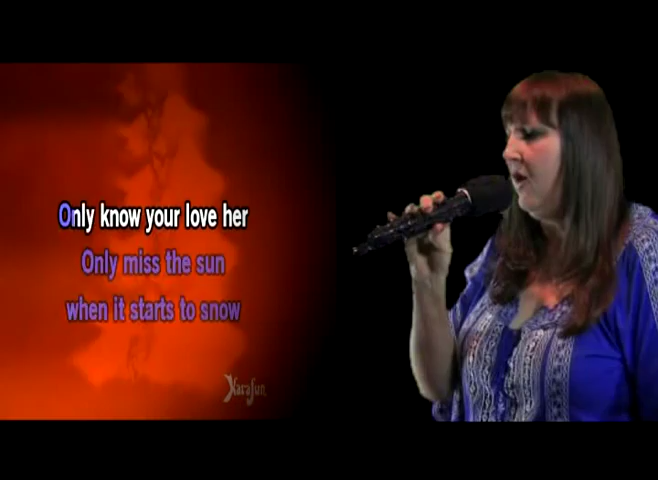 Only know your love her
Only miss the sun
when it starts to snow
KaraFun